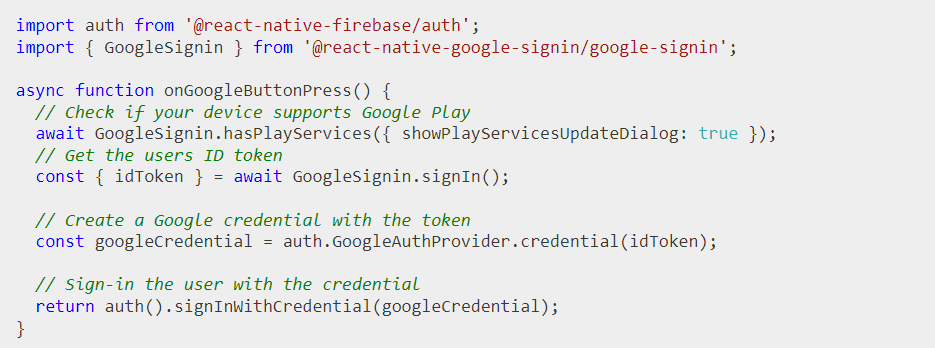 import auth from '@react-native-firebase/auth';
import { GoogleSignin } from '@react-native-google-signin/google-signin';

async function onGoogleButtonPress() {
  // Check if your device supports Google Play
  await GoogleSignin.hasPlayServices({ showPlayServicesUpdateDialog: true });
  // Get the users ID token
  const { idToken } = await GoogleSignin.signIn();

  // Create a Google credential with the token
  const googleCredential = auth.GoogleAuthProvider.credential(idToken);

  // Sign-in the user with the credential
  return auth().signInWithCredential(googleCredential);
}